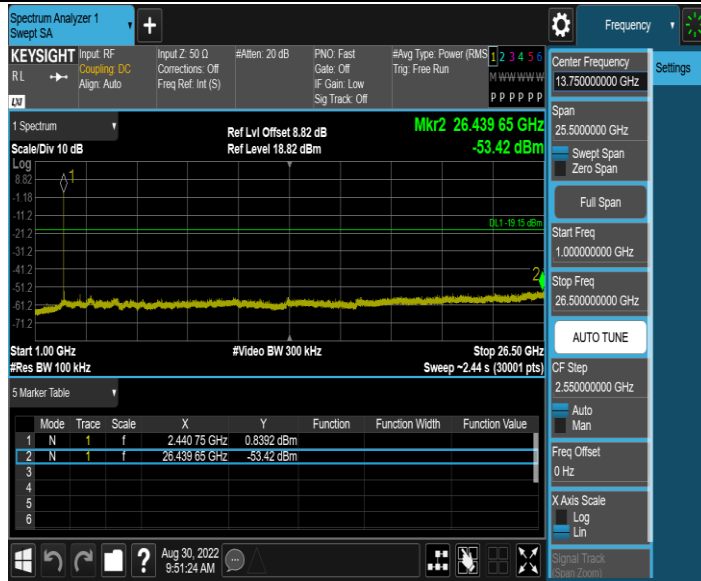 Spectrum Analyzer 1
Swept SA
+
Frequency
KEYSIGHT
RL
LXI
Input: RF
Coupling: DC
Align: Auto
Input Z: 50 Ω
Corrections: Off
Freq Ref: Int (S)
#Atten: 20 dB
PNO: Fast
Gate: Off
IF Gain: Low
Sig Track: Off
#Avg Type: Power (RMS
Trig: Free Run
1 2 3 4 5 6
M W W W W W
P P P P P P
Center Frequency
13.750000000 GHz
Settings
Span
25.5000000 GHz
Swept Span
Zero Span
Full Span
Start Freq
1.000000000 GHz
Stop Freq
26.500000000 GHz
AUTO TUNE
CF Step
2.550000000 GHz
Auto
Man
Freq Offset
0 Hz
X Axis Scale
Log
Lin
Signal Track
(Span Zoom)
1 Spectrum
Scale/Div 10 dB
Ref Lvl Offset 8.82 dB
Ref Level 18.82 dBm
Mkr2 26.439 65 GHz
-53.42 dBm
Log
8.82
-1.18
-11.2
-21.2
-31.2
-41.2
-51.2
-61.2
-71.2
1
DL1 -19.15 dBm
2
Start 1.00 GHz
#Res BW 100 kHz
#Video BW 300 kHz
Stop 26.50 GHz
Sweep ~2.44 s (30001 pts)
5 Marker Table
Mode Trace Scale X Y Function Function Width Function Value
1 N 1 f 2.440 75 GHz 0.8392 dBm
2 N 1 f 26.439 65 GHz -53.42 dBm
3
4
5
6
?
Aug 30, 2022
9:51:24 AM